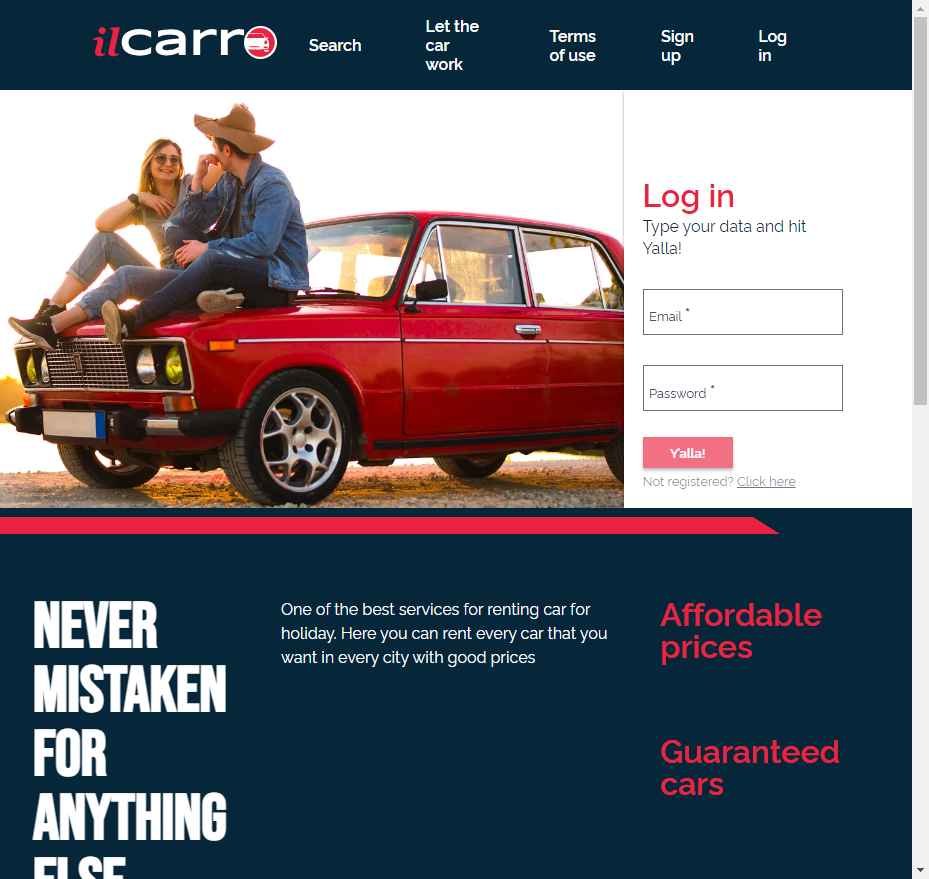 ilcarro
Search
Let the
car
work
Terms
of use
Sign
up
Log
in
Log in
Type your data and hit
Yalla!
Email *
Password *
Y'alla!
Not registered? Click here
NEVER
MISTAKEN
FOR
ANYTHING
ELSE
One of the best services for renting car for
holiday. Here you can rent every car that you
want in every city with good prices
Affordable
prices
Guaranteed
cars